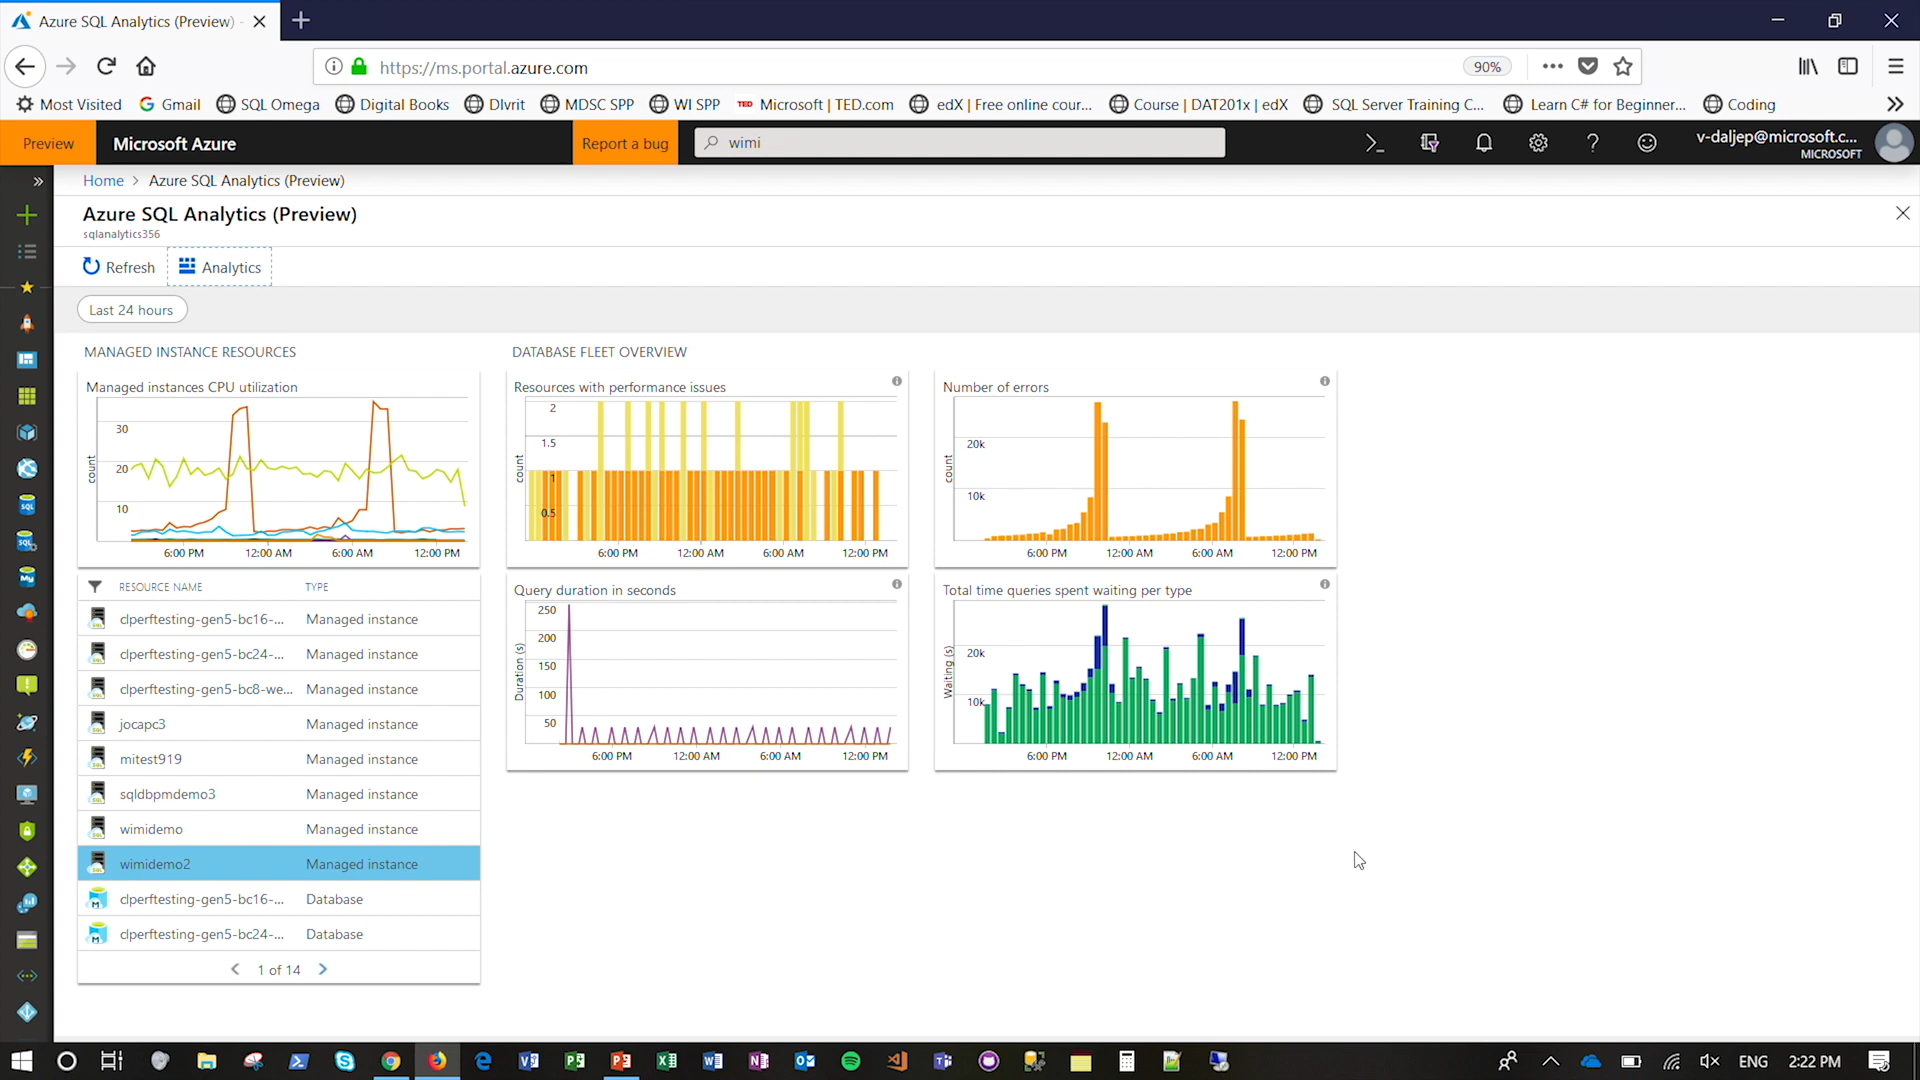 Azure SQL Analytics (Preview) -
https://ms.portal.azure.com
90%
Most Visited
Gmail
SQL Omega
Digital Books
Dlvrit
MDSC SPP
WI SPP
TED
Microsoft | TED.com
edX | Free online cour...
Course | DAT201x | edX
SQL Server Training C...
Learn C# for Beginner...
Coding
Preview
Microsoft Azure
Report a bug
wimi
v-daljep@microsoft.c...
MICROSOFT
Home > Azure SQL Analytics (Preview)
Azure SQL Analytics (Preview)
sqlanalytics356
Refresh
Analytics
Last 24 hours
MANAGED INSTANCE RESOURCES
Managed instances CPU utilization
count
30
20
10
6:00 PM
12:00 AM
6:00 AM
12:00 PM
RESOURCE NAME
TYPE
clperftesting-gen5-bc16-... Managed instance
clperftesting-gen5-bc24-... Managed instance
clperftesting-gen5-bc8-we... Managed instance
jocapc3 Managed instance
mitest919 Managed instance
sqldbpmdemo3 Managed instance
wimidemo Managed instance
wimidemo2 Managed instance
clperftesting-gen5-bc16-... Database
clperftesting-gen5-bc24-... Database
1 of 14
DATABASE FLEET OVERVIEW
Resources with performance issues
count
2
1.5
1
0.5
6:00 PM
12:00 AM
6:00 AM
12:00 PM
Number of errors
count
20k
10k
6:00 PM
12:00 AM
6:00 AM
12:00 PM
Query duration in seconds
Duration (s)
250
200
150
100
50
6:00 PM
12:00 AM
6:00 AM
12:00 PM
Total time queries spent waiting per type
Waiting (s)
20k
10k
6:00 PM
12:00 AM
6:00 AM
12:00 PM
ENG
2:22 PM